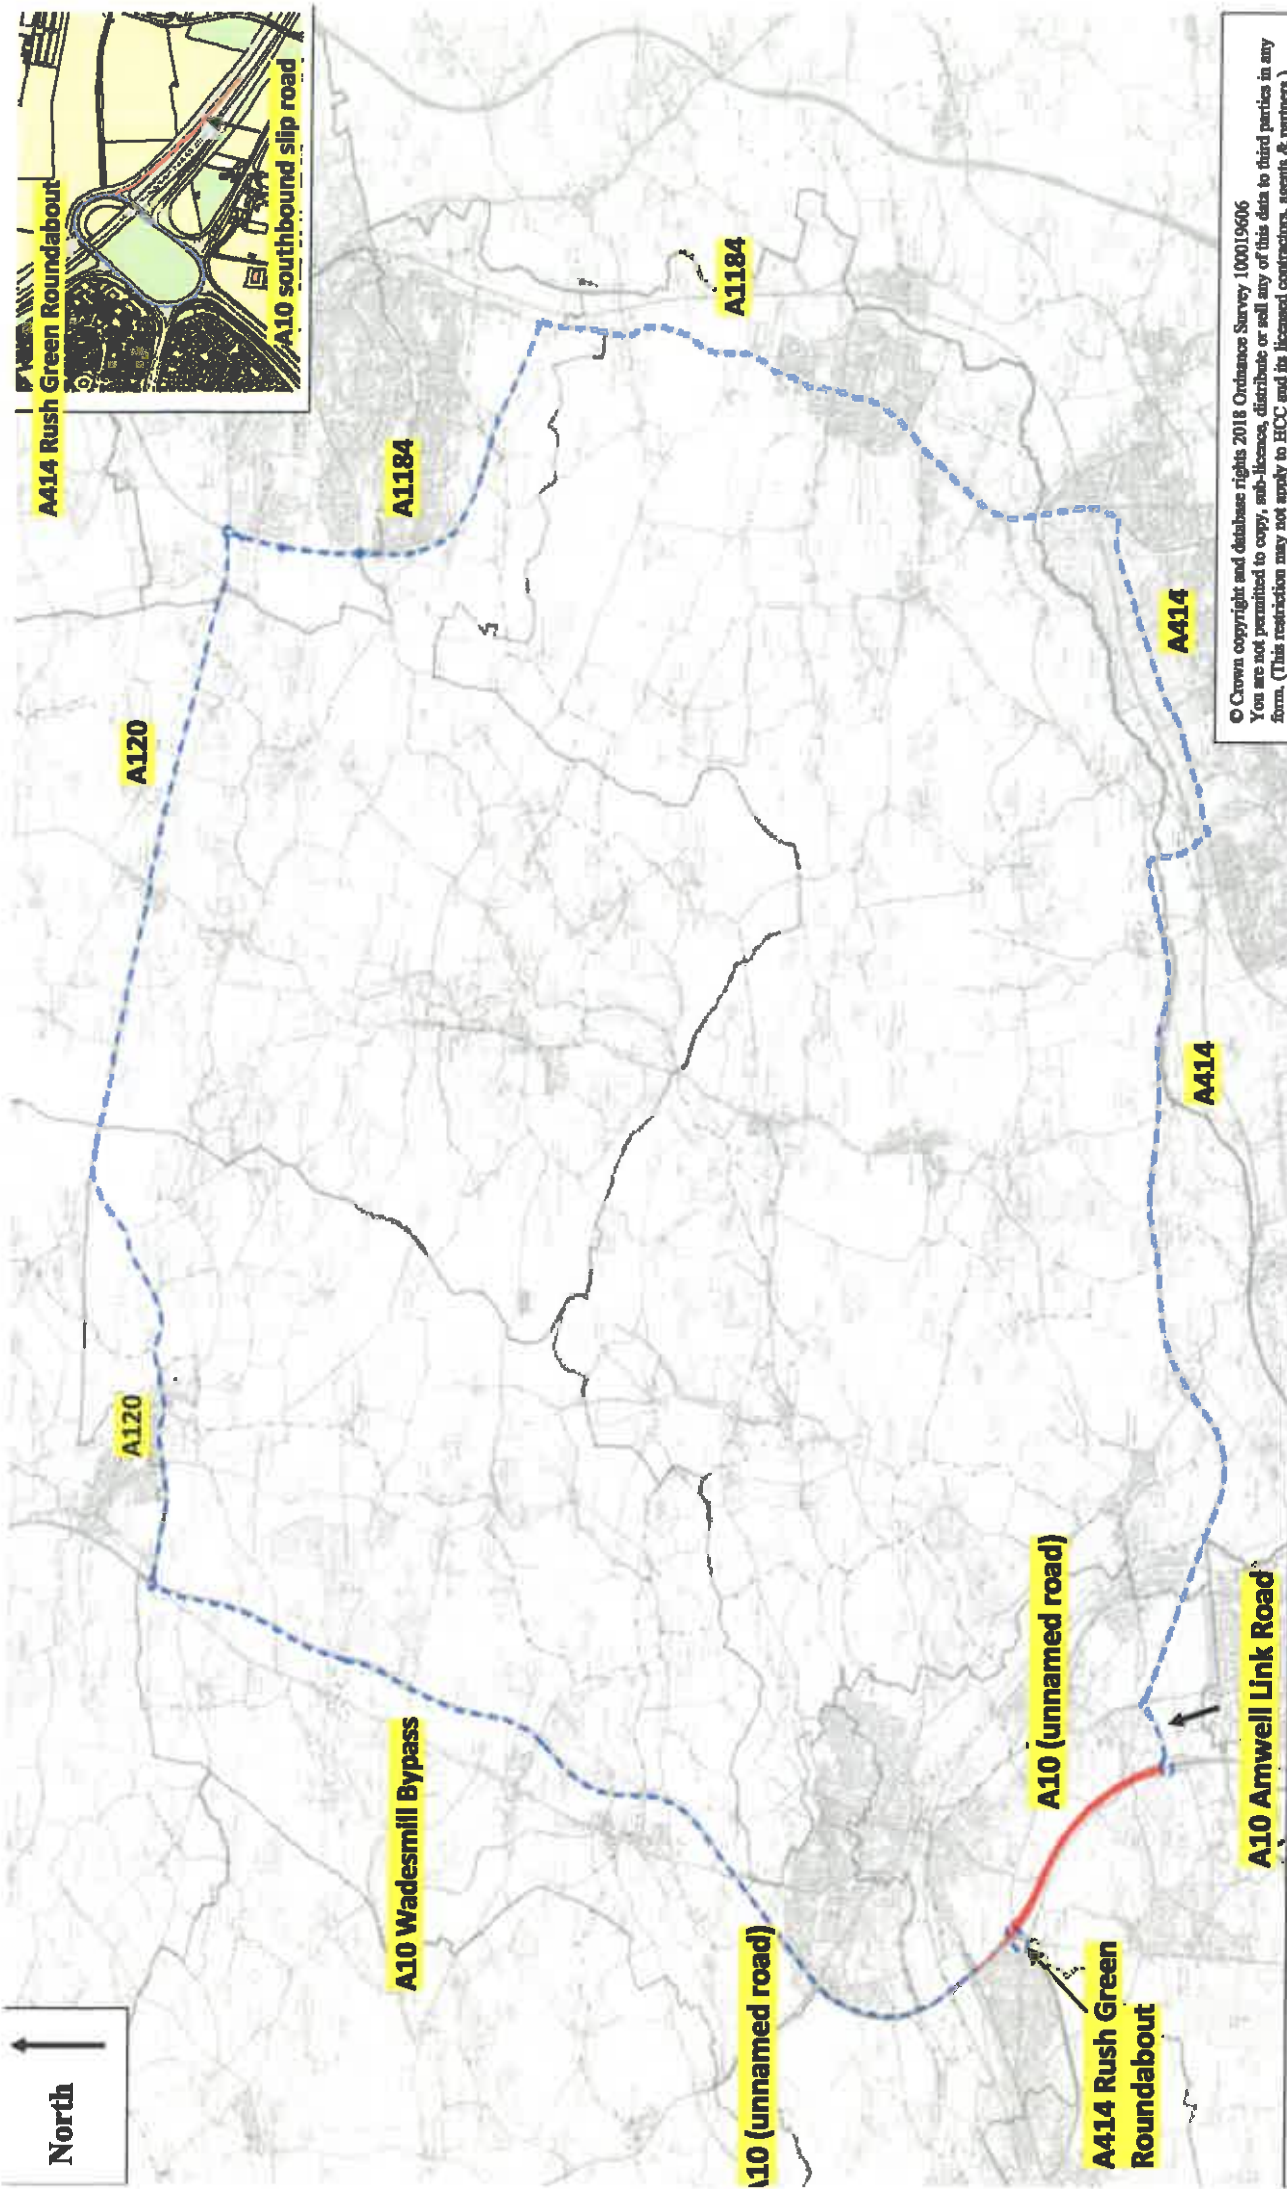 North
A414 Rush Green Roundabout
A10 southbound slip road
A120
A120
A1184
A1184
A10 Wadesmill Bypass
A10 (unnamed road)
A10 (unnamed road)
A414
A414
A414 Rush Green
Roundabout
A10 Amwell Link Road
© Crown copyright and database rights 2018 Ordnance Survey 100019606
You are not permitted to copy, sub-licence, distribute or sell any of this data to third parties in any
form. (This restriction may not apply to HCC and its licensed contractors, agents & partners.)